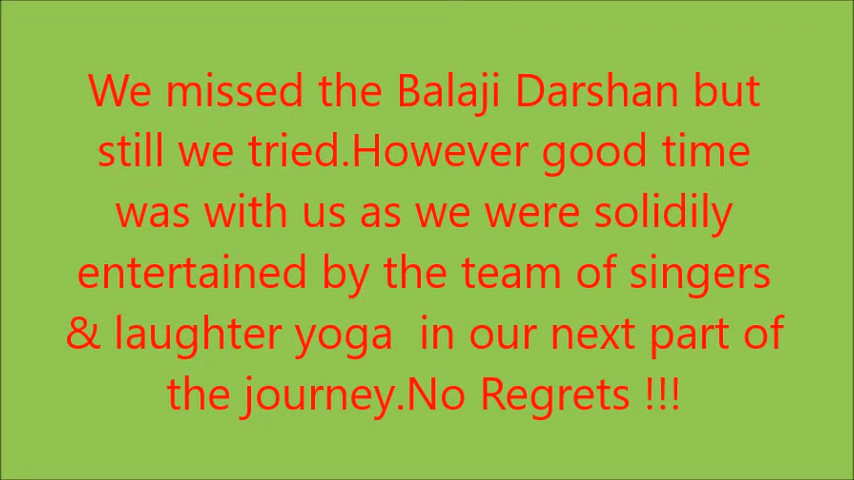 We missed the Balaji Darshan but
still we tried.However good time
was with us as we were solidily
entertained by the team of singers
& laughter yoga  in our next part of
the journey.No Regrets !!!